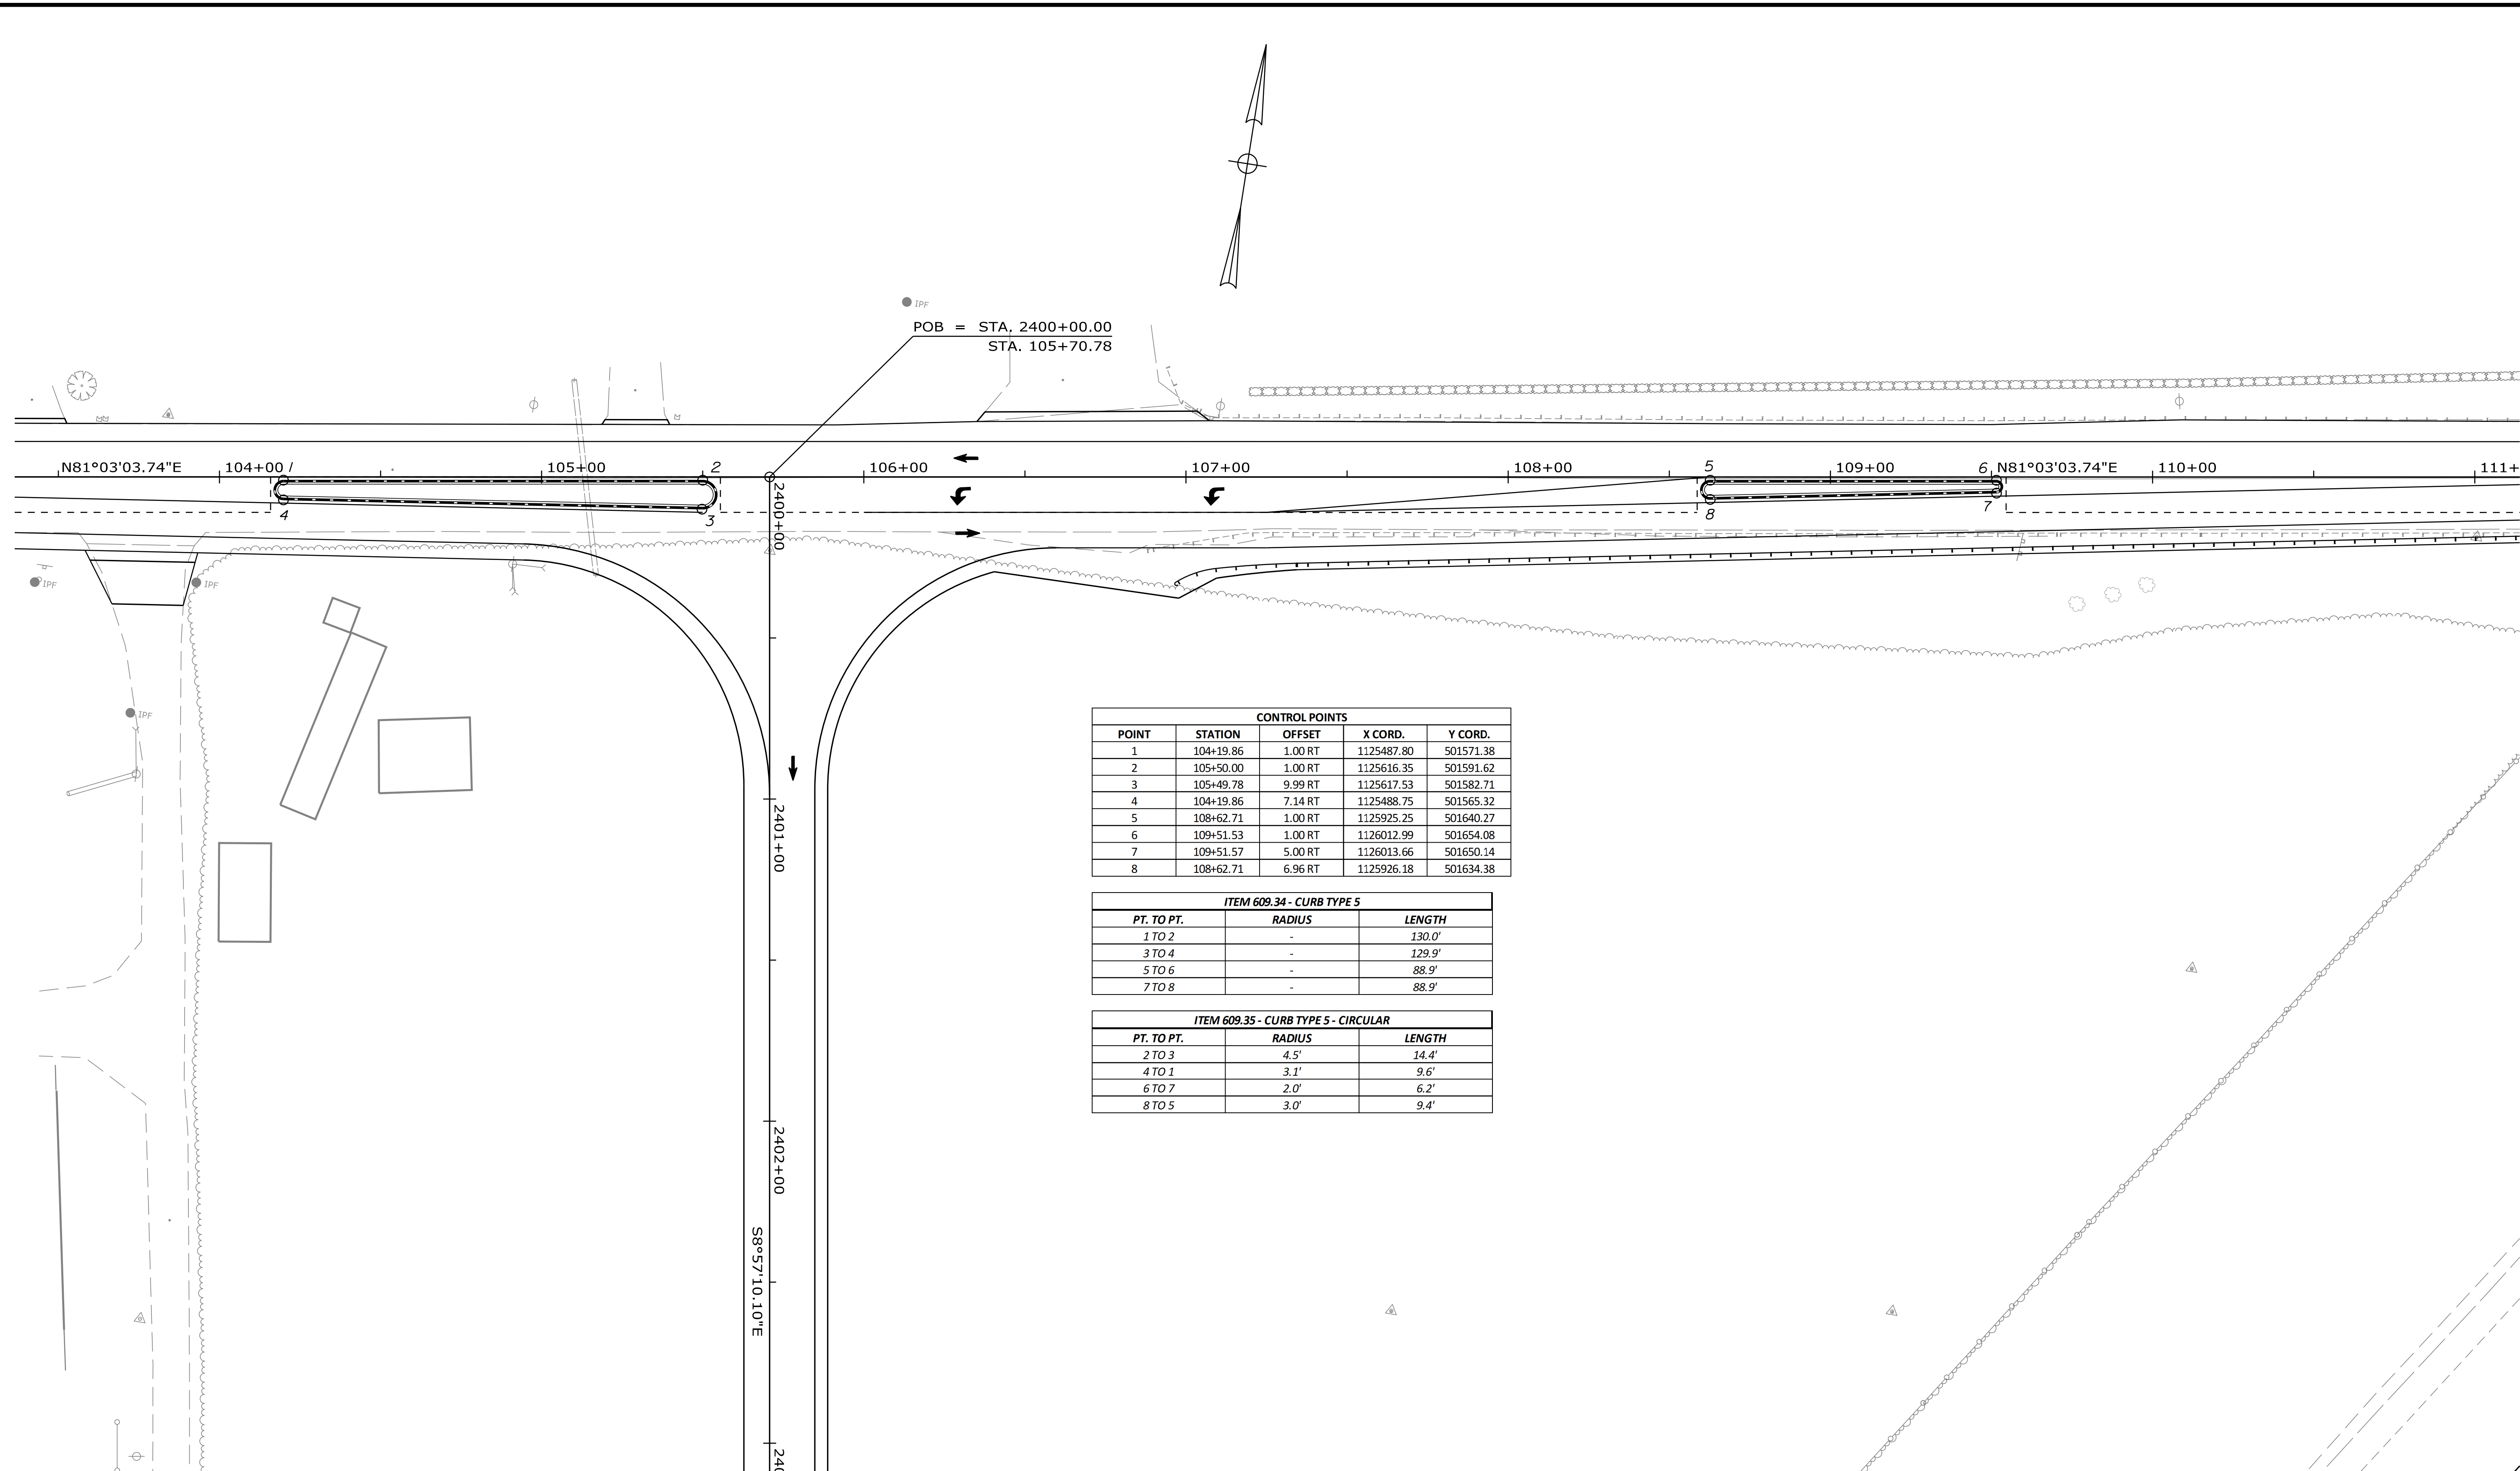 IPF
POB = STA. 2400+00.00
STA. 105+70.78
N81°03'03.74"E 104+00 1 105+00 2 106+00 107+00 108+00 5 109+00 6 N81°03'03.74"E 110+00 111+
4 3 8 7
2400+00
IPF IPF
IPF
2401+00
CONTROL POINTS
POINT STATION OFFSET X CORD. Y CORD.
1 104+19.86 1.00 RT 1125487.80 501571.38
2 105+50.00 1.00 RT 1125616.35 501591.62
3 105+49.78 9.99 RT 1125617.53 501582.71
4 104+19.86 7.14 RT 1125488.75 501565.32
5 108+62.71 1.00 RT 1125925.25 501640.27
6 109+51.53 1.00 RT 1126012.99 501654.08
7 109+51.57 5.00 RT 1126013.66 501650.14
8 108+62.71 6.96 RT 1125926.18 501634.38
ITEM 609.34 - CURB TYPE 5
PT. TO PT. RADIUS LENGTH
1 TO 2 - 130.0'
3 TO 4 - 129.9'
5 TO 6 - 88.9'
7 TO 8 - 88.9'
ITEM 609.35 - CURB TYPE 5 - CIRCULAR
PT. TO PT. RADIUS LENGTH
2 TO 3 4.5' 14.4'
4 TO 1 3.1' 9.6'
6 TO 7 2.0' 6.2'
8 TO 5 3.0' 9.4'
2402+00
S8°57'10.10"E
240